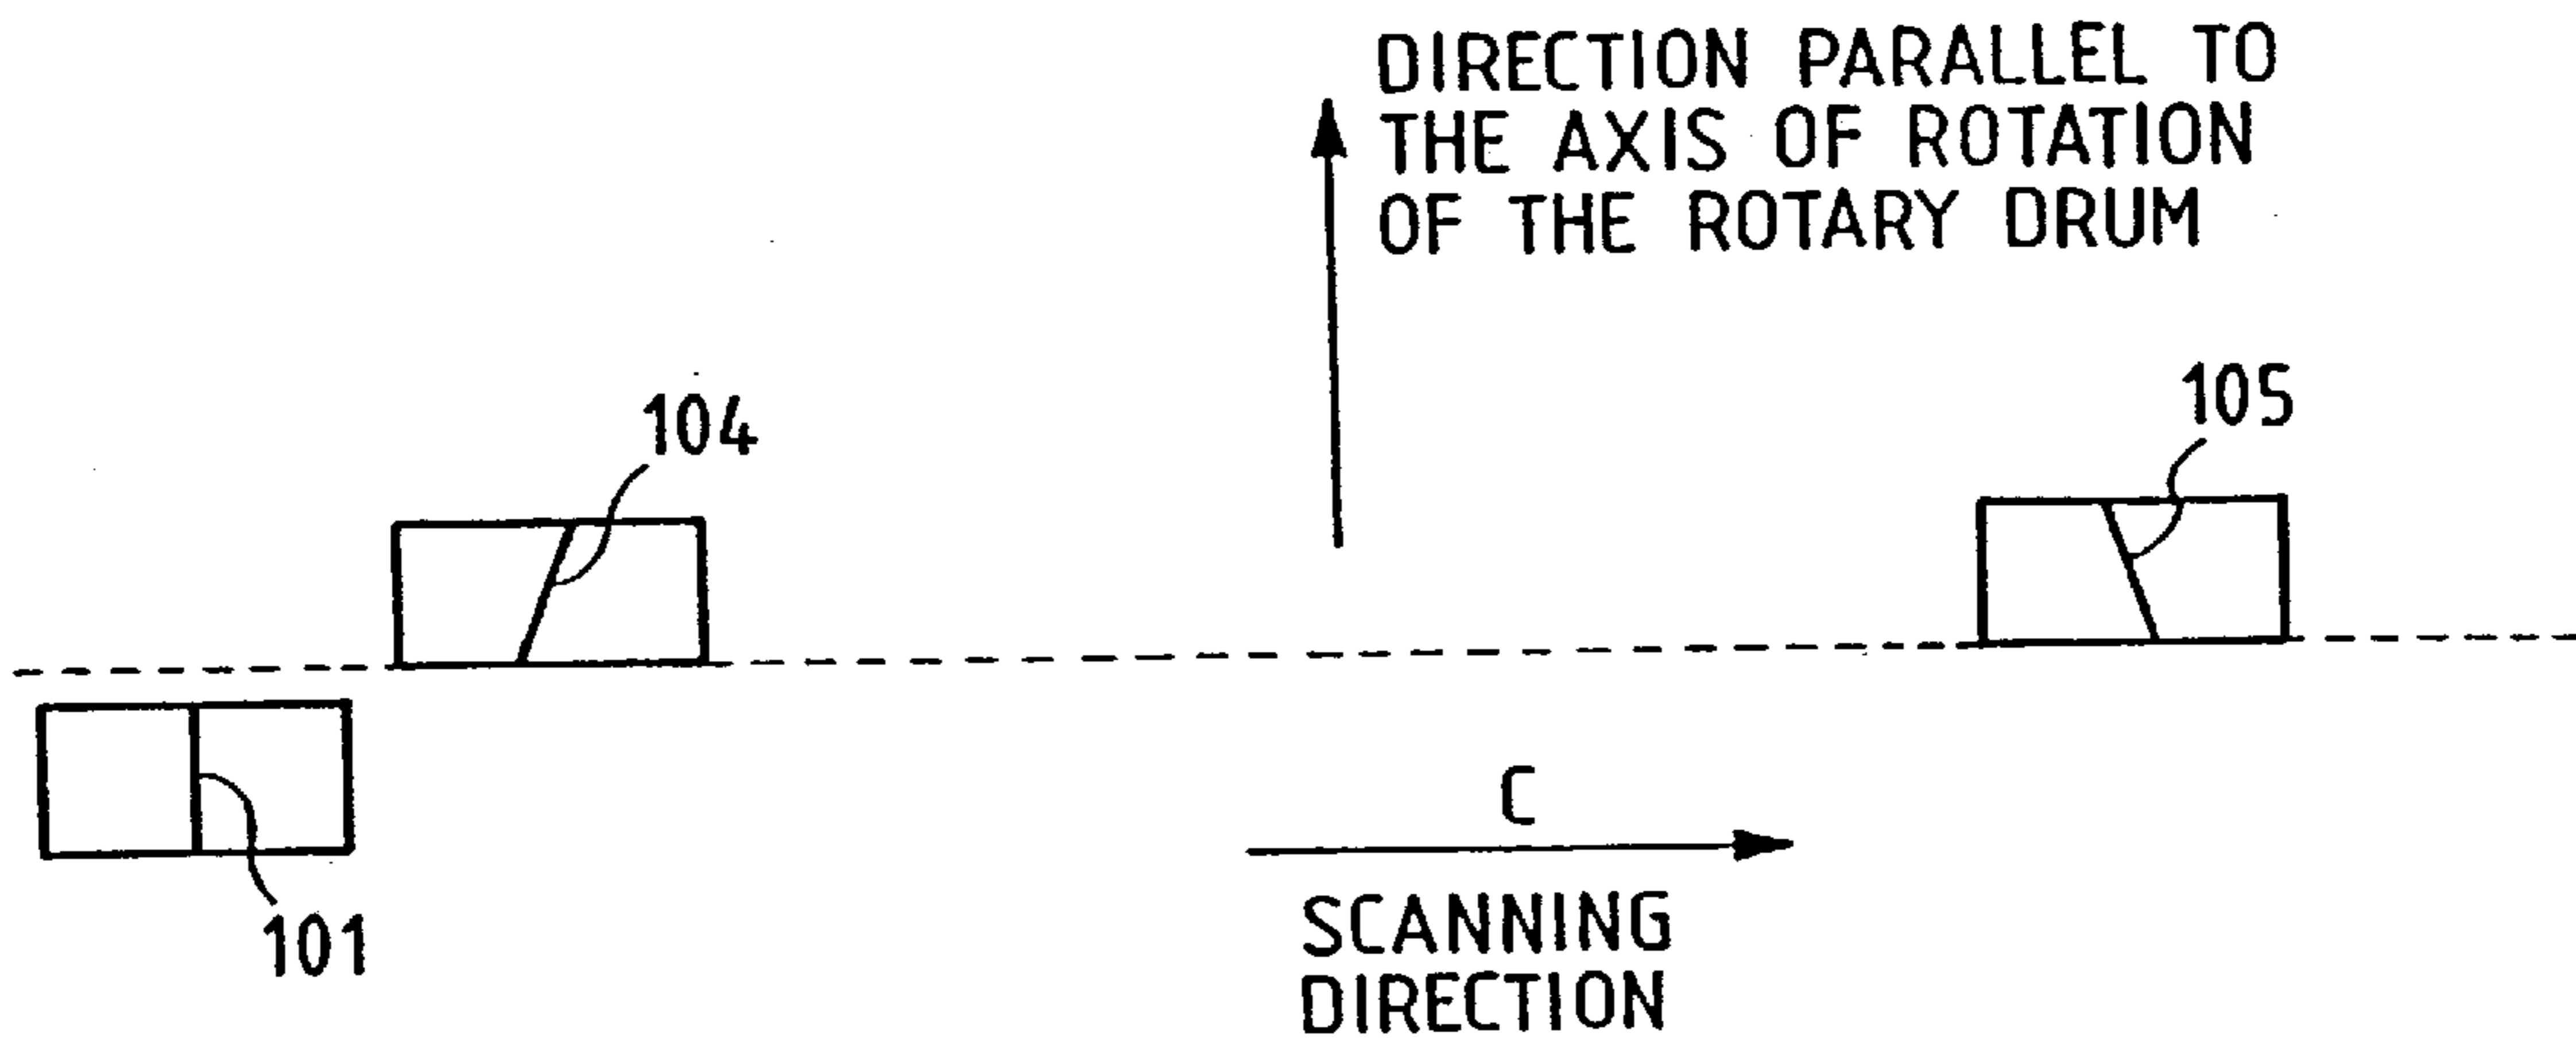 DIRECTION PARALLEL TO
THE AXIS OF ROTATION
OF THE ROTARY DRUM
104
105
101
C
SCANNING
DIRECTION